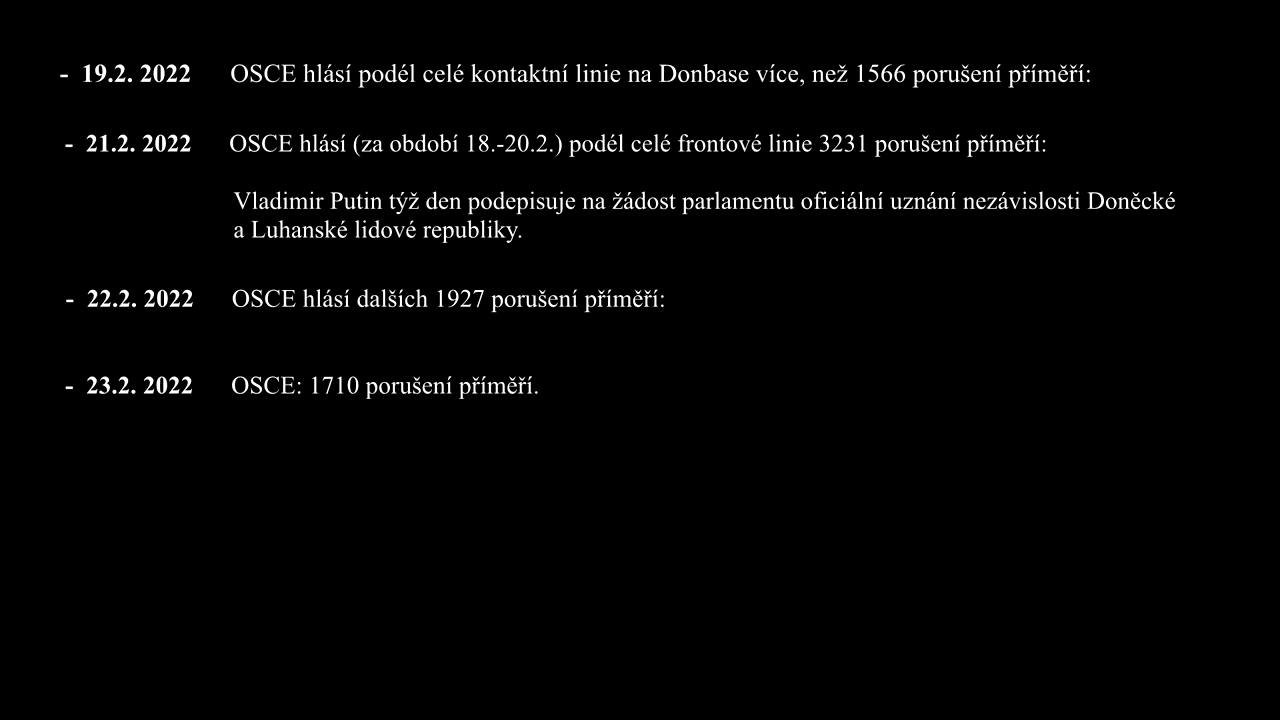 - 19.2. 2022 OSCE hlásí podél celé kontaktní linie na Donbase více, než 1566 porušení příměří:
- 21.2. 2022 OSCE hlásí (za období 18.-20.2.) podél celé frontové linie 3231 porušení příměří:
Vladimir Putin týž den podepisuje na žádost parlamentu oficiální uznání nezávislosti Doněcké
a Luhanské lidové republiky.
- 22.2. 2022 OSCE hlásí dalších 1927 porušení příměří:
- 23.2. 2022 OSCE: 1710 porušení příměří.